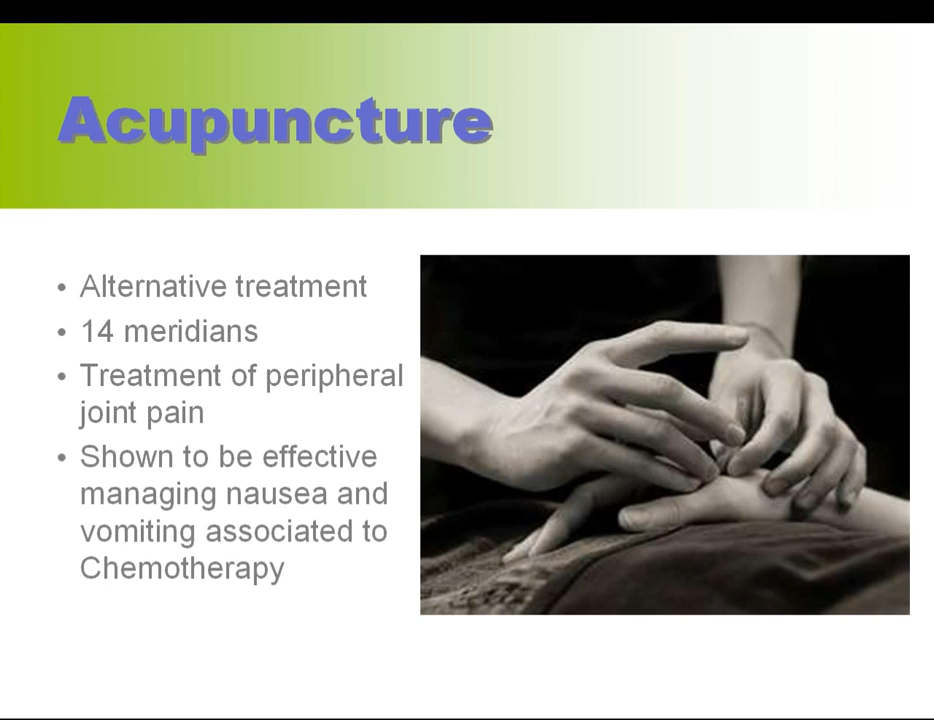 Acupuncture
• Alternative treatment
• 14 meridians
• Treatment of peripheral
joint pain
• Shown to be effective
managing nausea and
vomiting associated to
Chemotherapy